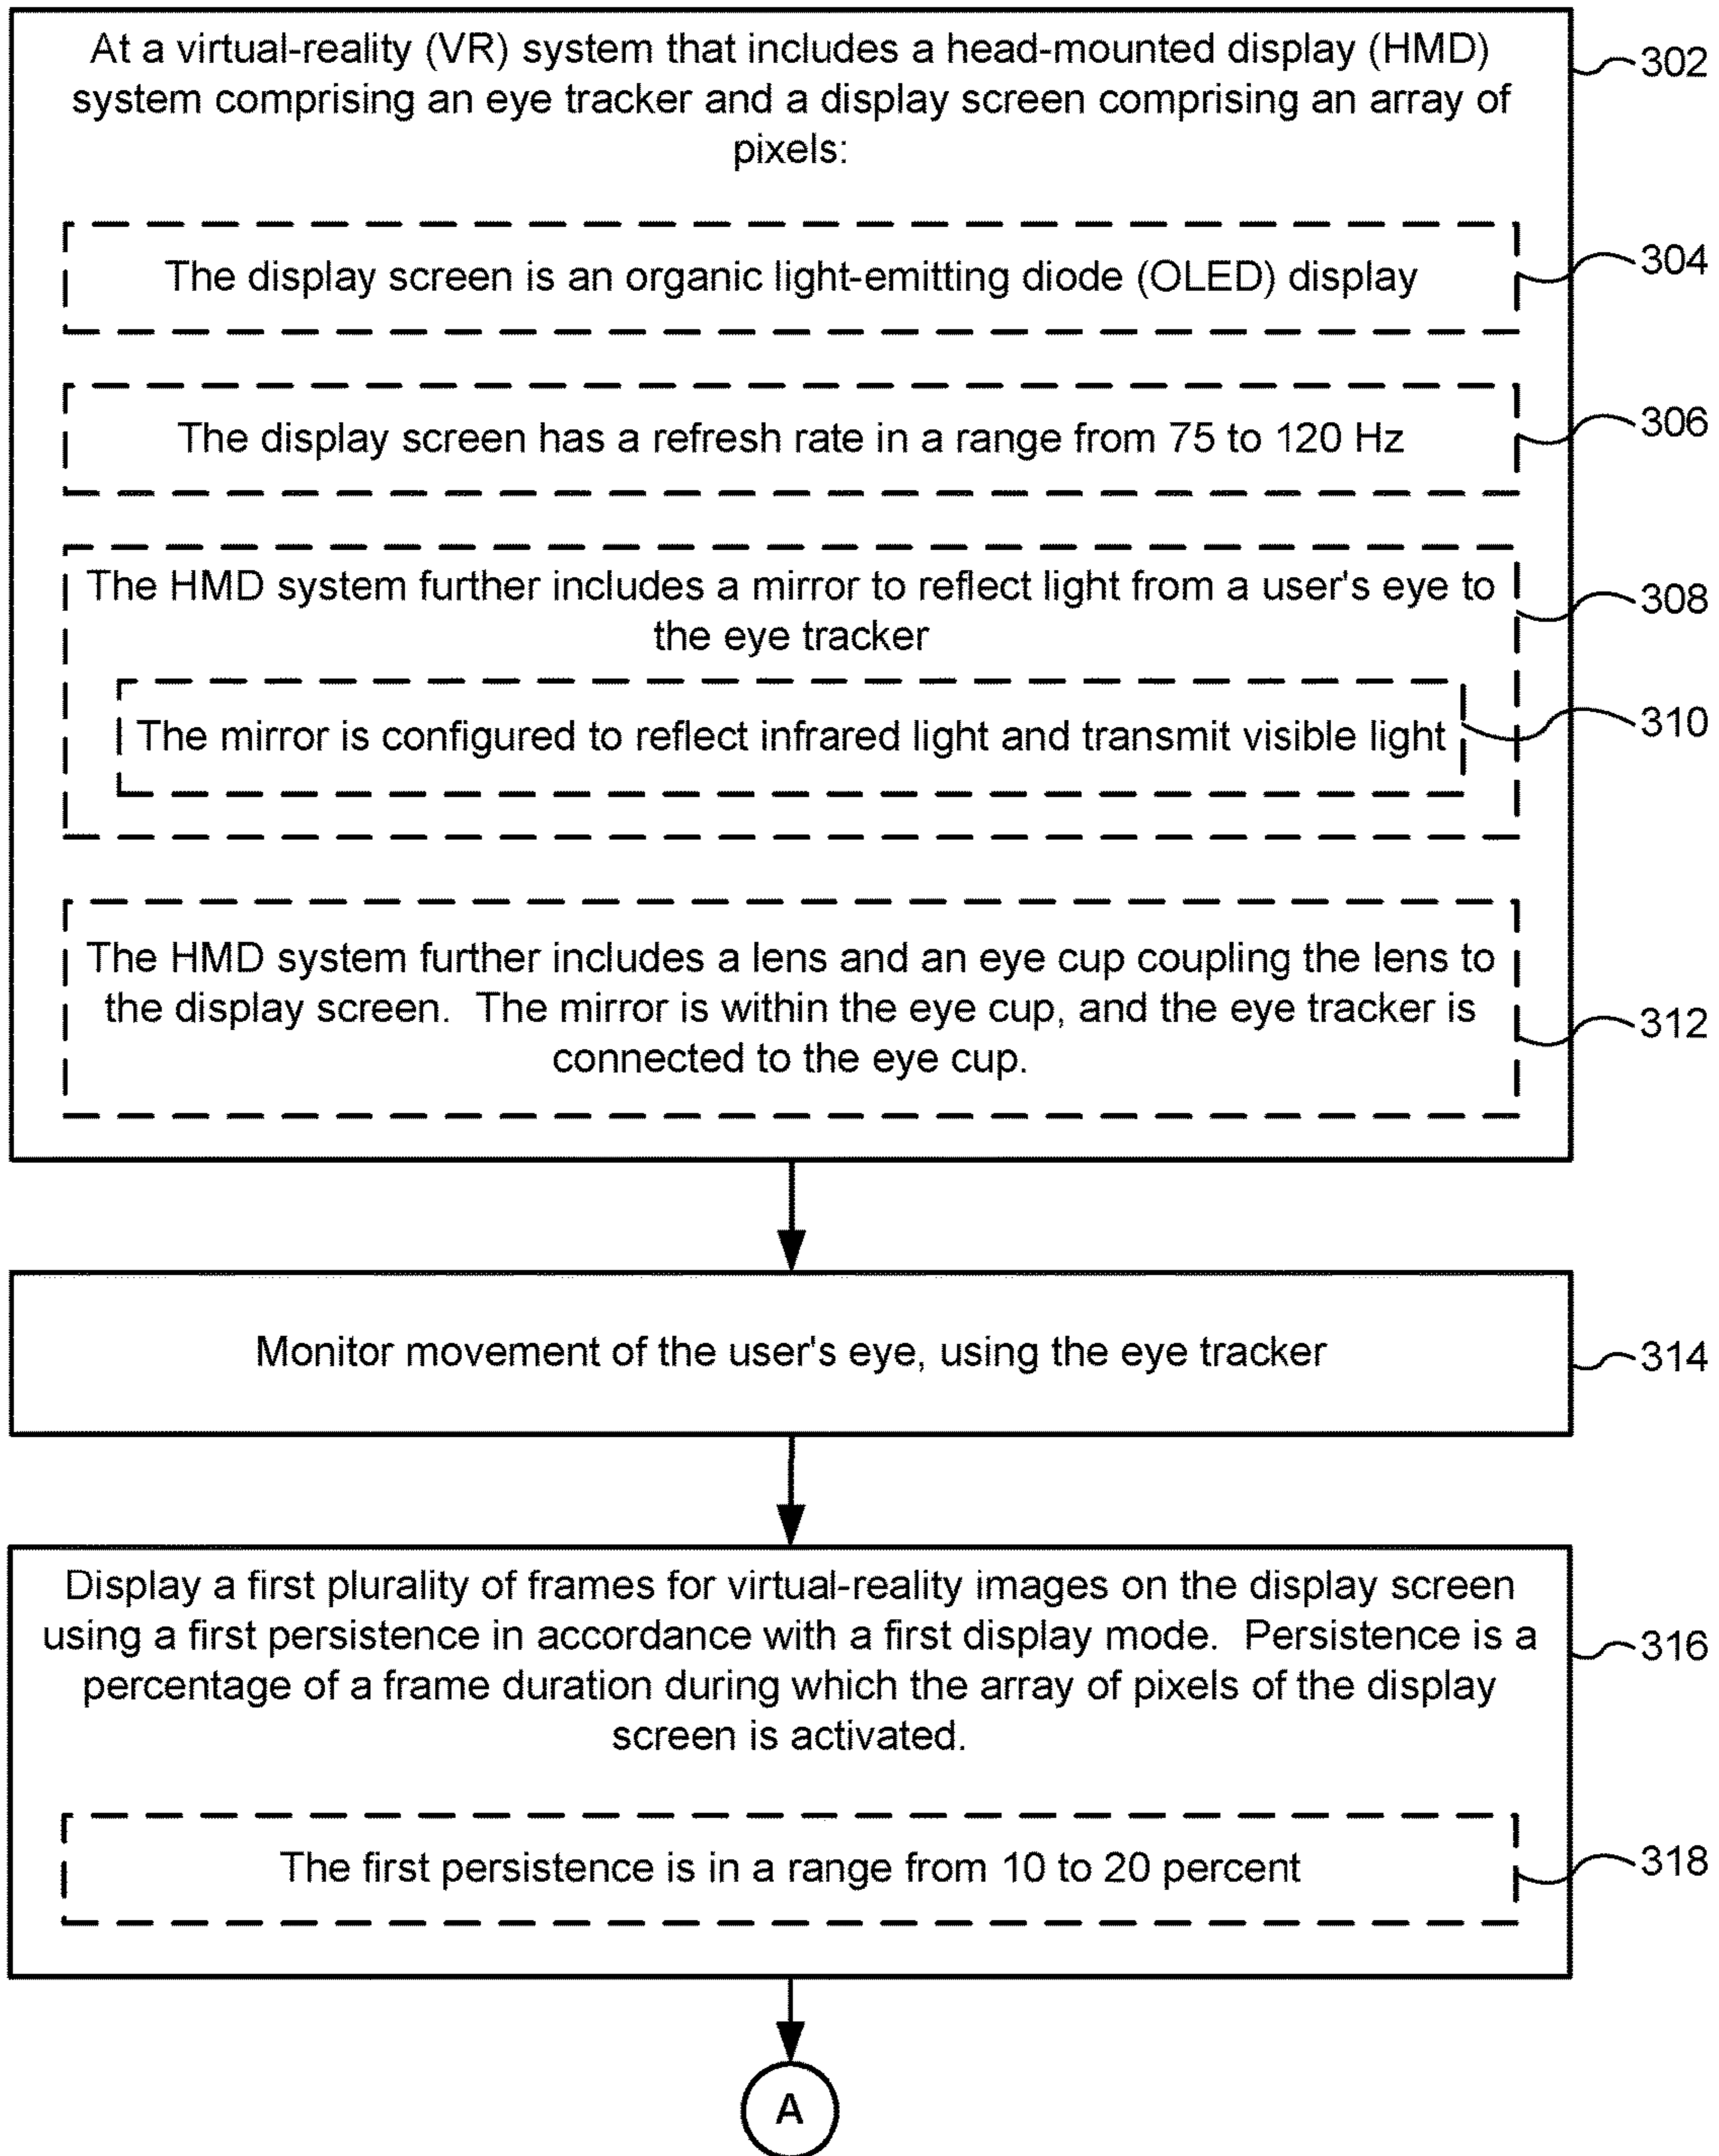 At a virtual-reality (VR) system that includes a head-mounted display (HMD)
system comprising an eye tracker and a display screen comprising an array of
pixels:
302
The display screen is an organic light-emitting diode (OLED) display
304
The display screen has a refresh rate in a range from 75 to 120 Hz
306
The HMD system further includes a mirror to reflect light from a user's eye to
the eye tracker
308
The mirror is configured to reflect infrared light and transmit visible light
310
The HMD system further includes a lens and an eye cup coupling the lens to
the display screen. The mirror is within the eye cup, and the eye tracker is
connected to the eye cup.
312
Monitor movement of the user's eye, using the eye tracker
314
Display a first plurality of frames for virtual-reality images on the display screen
using a first persistence in accordance with a first display mode. Persistence is a
percentage of a frame duration during which the array of pixels of the display
screen is activated.
316
The first persistence is in a range from 10 to 20 percent
318
A